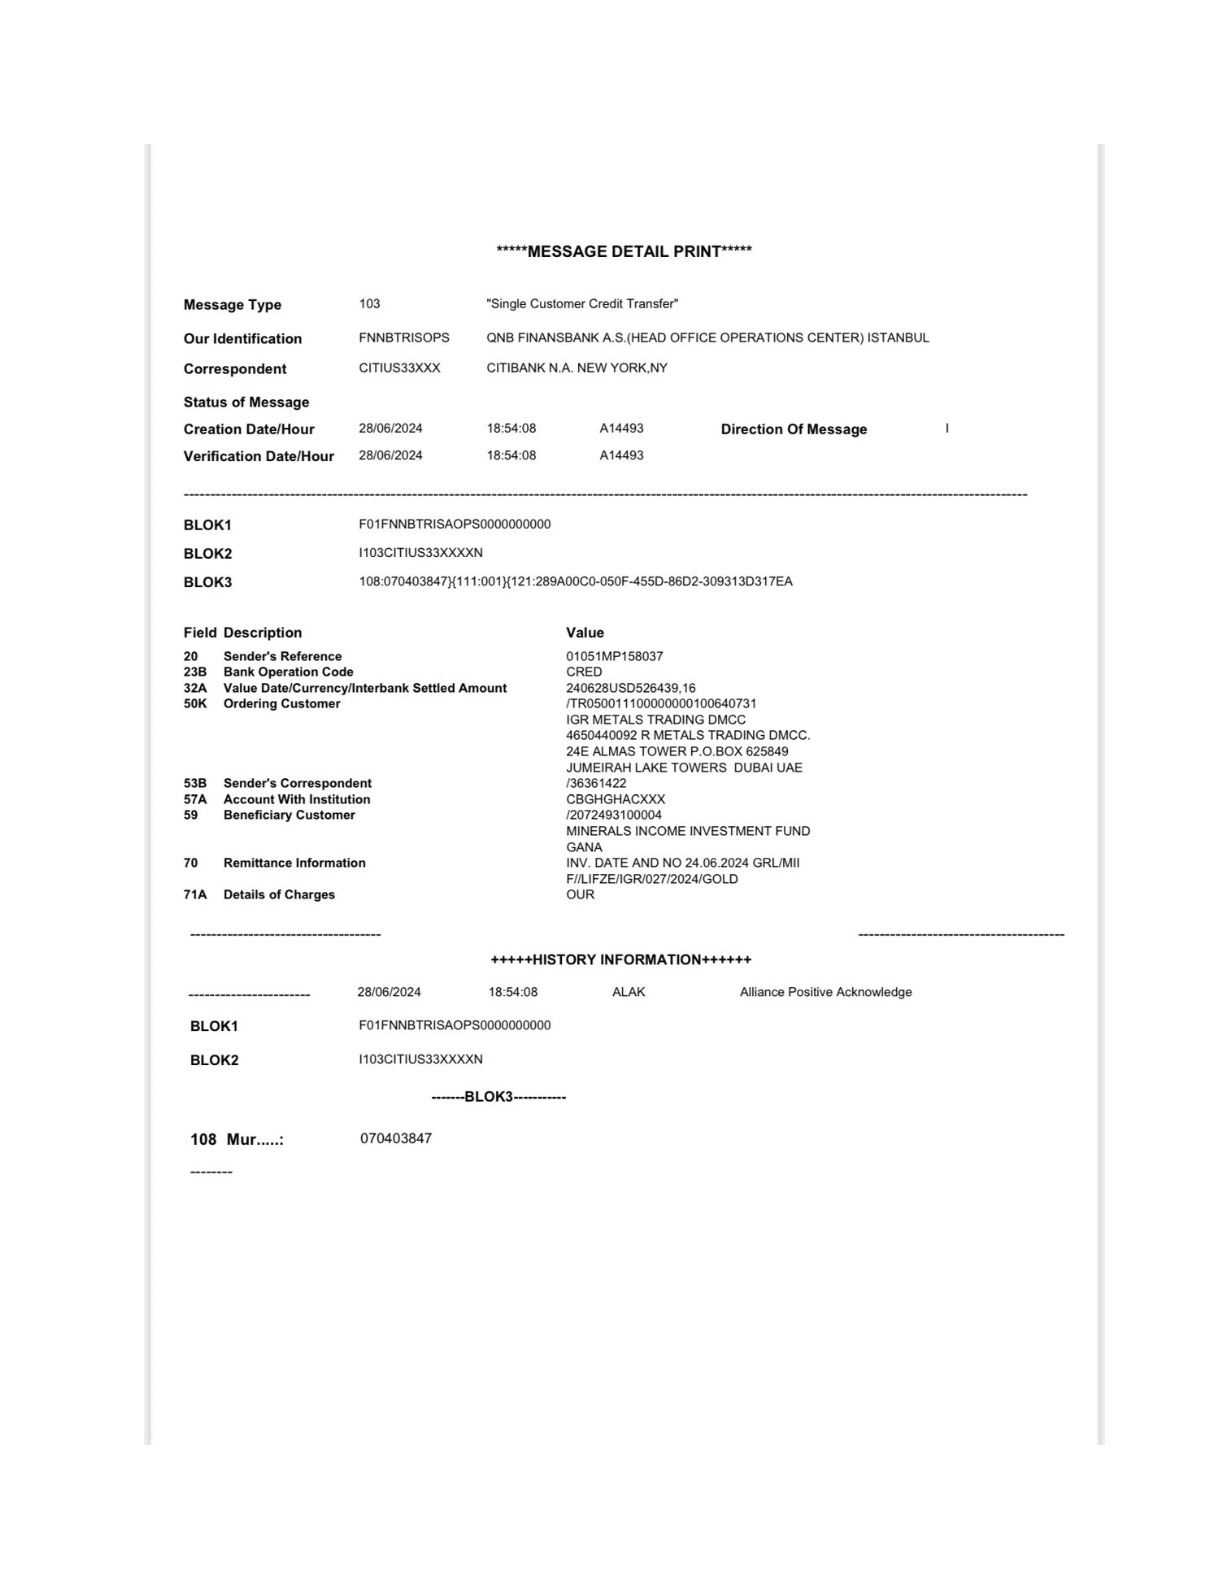 *****MESSAGE DETAIL PRINT*****
Message Type 103 "Single Customer Credit Transfer"
Our Identification FNNBTRISOPS QNB FINANSBANK A.S.(HEAD OFFICE OPERATIONS CENTER) ISTANBUL
Correspondent CITIUS33XXX CITIBANK N.A. NEW YORK,NY
Status of Message
Creation Date/Hour 28/06/2024 18:54:08 A14493 Direction Of Message I
Verification Date/Hour 28/06/2024 18:54:08 A14493
BLOK1 F01FNNBTRISAOPS0000000000
BLOK2 I103CITIUS33XXXXN
BLOK3 108:070403847}{111:001}{121:289A00C0-050F-455D-86D2-309313D317EA
Field Description Value
20 Sender's Reference 01051MP158037
23B Bank Operation Code CRED
32A Value Date/Currency/Interbank Settled Amount 240628USD526439,16
50K Ordering Customer /TR050011100000000100640731
IGR METALS TRADING DMCC
4650440092 R METALS TRADING DMCC.
24E ALMAS TOWER P.O.BOX 625849
JUMEIRAH LAKE TOWERS DUBAI UAE
53B Sender's Correspondent /36361422
57A Account With Institution CBGHGHACXXX
59 Beneficiary Customer /2072493100004
MINERALS INCOME INVESTMENT FUND
GANA
70 Remittance Information INV. DATE AND NO 24.06.2024 GRL/MII
F//LIFZE/IGR/027/2024/GOLD
71A Details of Charges OUR
+++++HISTORY INFORMATION++++++
----------------------- 28/06/2024 18:54:08 ALAK Alliance Positive Acknowledge
BLOK1 F01FNNBTRISAOPS0000000000
BLOK2 I103CITIUS33XXXXN
-------BLOK3-----------
108 Mur.....: 070403847
--------